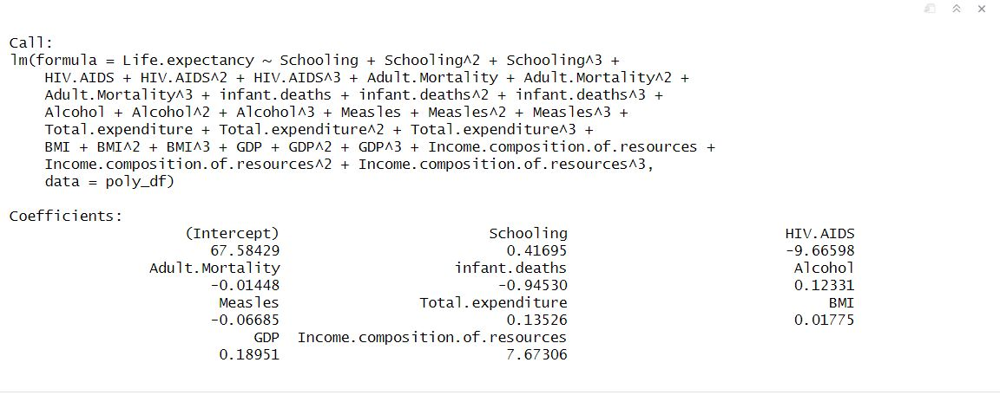 Call:
lm(formula = Life.expectancy ~ Schooling + Schooling^2 + Schooling^3 +
HIV.AIDS + HIV.AIDS^2 + HIV.AIDS^3 + Adult.Mortality + Adult.Mortality^2 +
Adult.Mortality^3 + infant.deaths + infant.deaths^2 + infant.deaths^3 +
Alcohol + Alcohol^2 + Alcohol^3 + Measles + Measles^2 + Measles^3 +
Total.expenditure + Total.expenditure^2 + Total.expenditure^3 +
BMI + BMI^2 + BMI^3 + GDP + GDP^2 + GDP^3 + Income.composition.of.resources +
Income.composition.of.resources^2 + Income.composition.of.resources^3,
data = poly_df)
Coefficients:
(Intercept) Schooling HIV.AIDS
67.58429 0.41695 -9.66598
Adult.Mortality infant.deaths Alcohol
-0.01448 -0.94530 0.12331
Measles Total.expenditure BMI
-0.06685 0.13526 0.01775
GDP Income.composition.of.resources
0.18951 7.67306